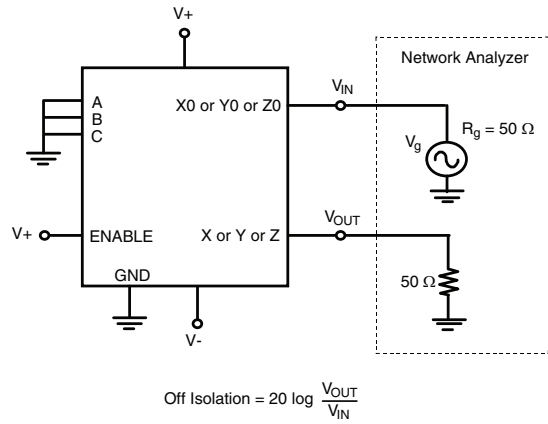 V+
Network Analyzer
A
B
C
X0 or Y0 or Z0
VIN
Vg
Rg = 50 Ω
V+
ENABLE
X or Y or Z
VOUT
GND
50 Ω
V-
Off Isolation = 20 log VOUT
VIN